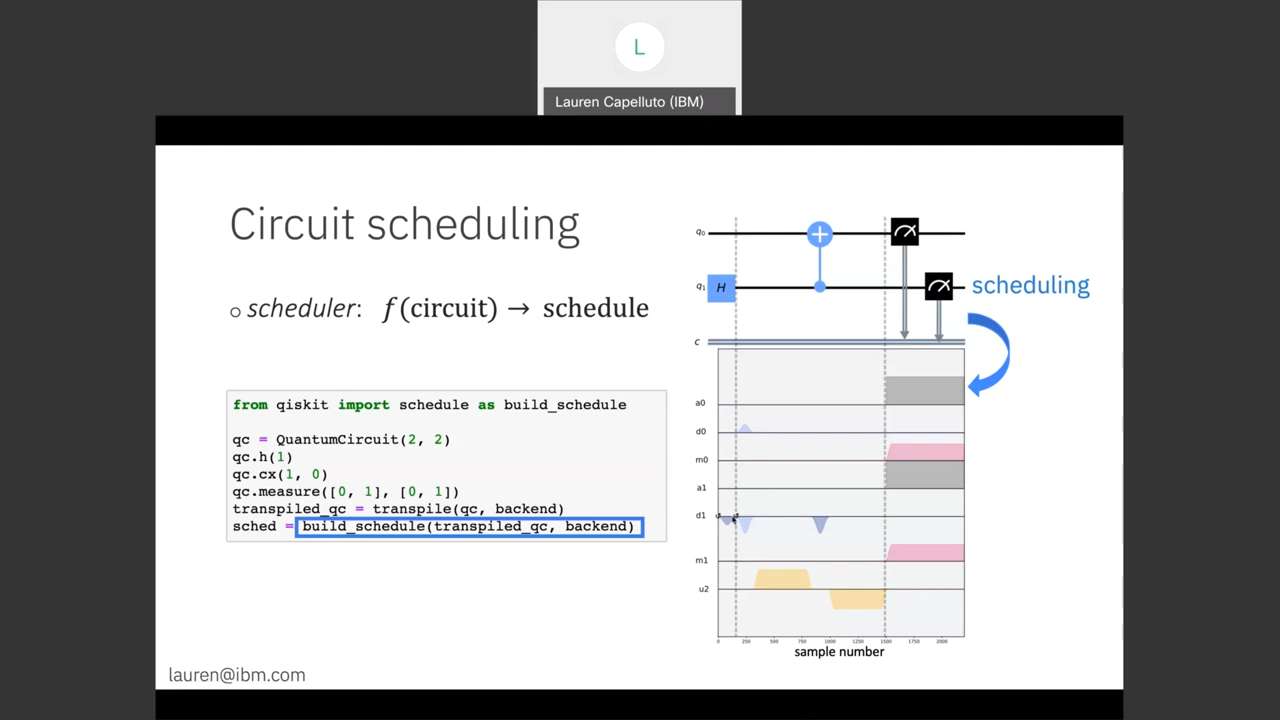 L
Lauren Capelluto (IBM)
Circuit scheduling
scheduler: f(circuit) → schedule
from qiskit import schedule as build_schedule
qc = QuantumCircuit(2, 2)
qc.h(1)
qc.cx(1, 0)
qc.measure([0, 1], [0, 1])
transpiled_qc = transpile(qc, backend)
sched = build_schedule(transpiled_qc, backend)
q0
q1 H
scheduling
c
a0
d0
m0
a1
d1
m1
u2
0 250 500 750 1000 1250 1500 1750 2000
sample number
lauren@ibm.com